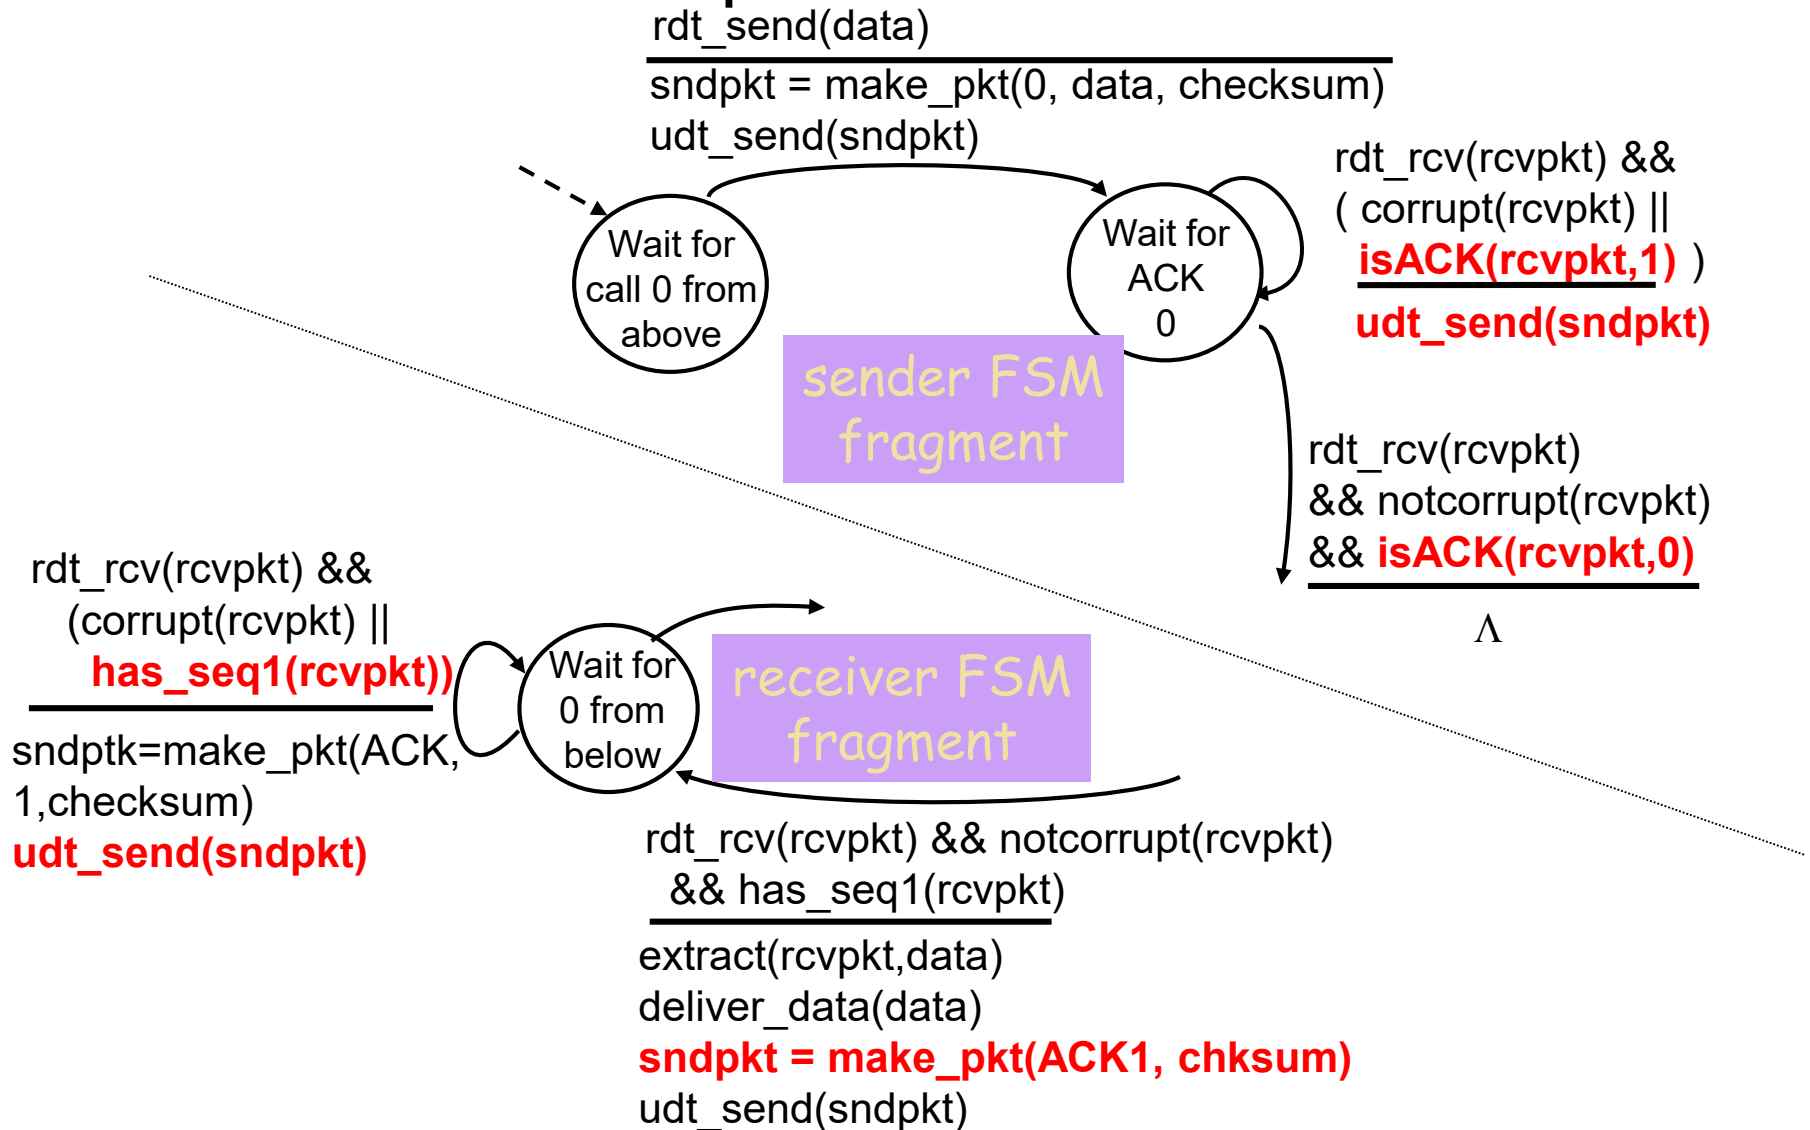 rdt_send(data)
sndpkt = make_pkt(0, data, checksum)
udt_send(sndpkt)
rdt_rcv(rcvpkt) &&
( corrupt(rcvpkt) ||
isACK(rcvpkt,1) )
udt_send(sndpkt)
Wait for
call 0 from
above
Wait for
ACK
0
sender FSM
fragment
rdt_rcv(rcvpkt)
&& notcorrupt(rcvpkt)
&& isACK(rcvpkt,0)
Λ
rdt_rcv(rcvpkt) &&
(corrupt(rcvpkt) ||
has_seq1(rcvpkt))
sndptk=make_pkt(ACK,
1,checksum)
udt_send(sndpkt)
Wait for
0 from
below
receiver FSM
fragment
rdt_rcv(rcvpkt) && notcorrupt(rcvpkt)
&& has_seq1(rcvpkt)
extract(rcvpkt,data)
deliver_data(data)
sndpkt = make_pkt(ACK1, chksum)
udt_send(sndpkt)